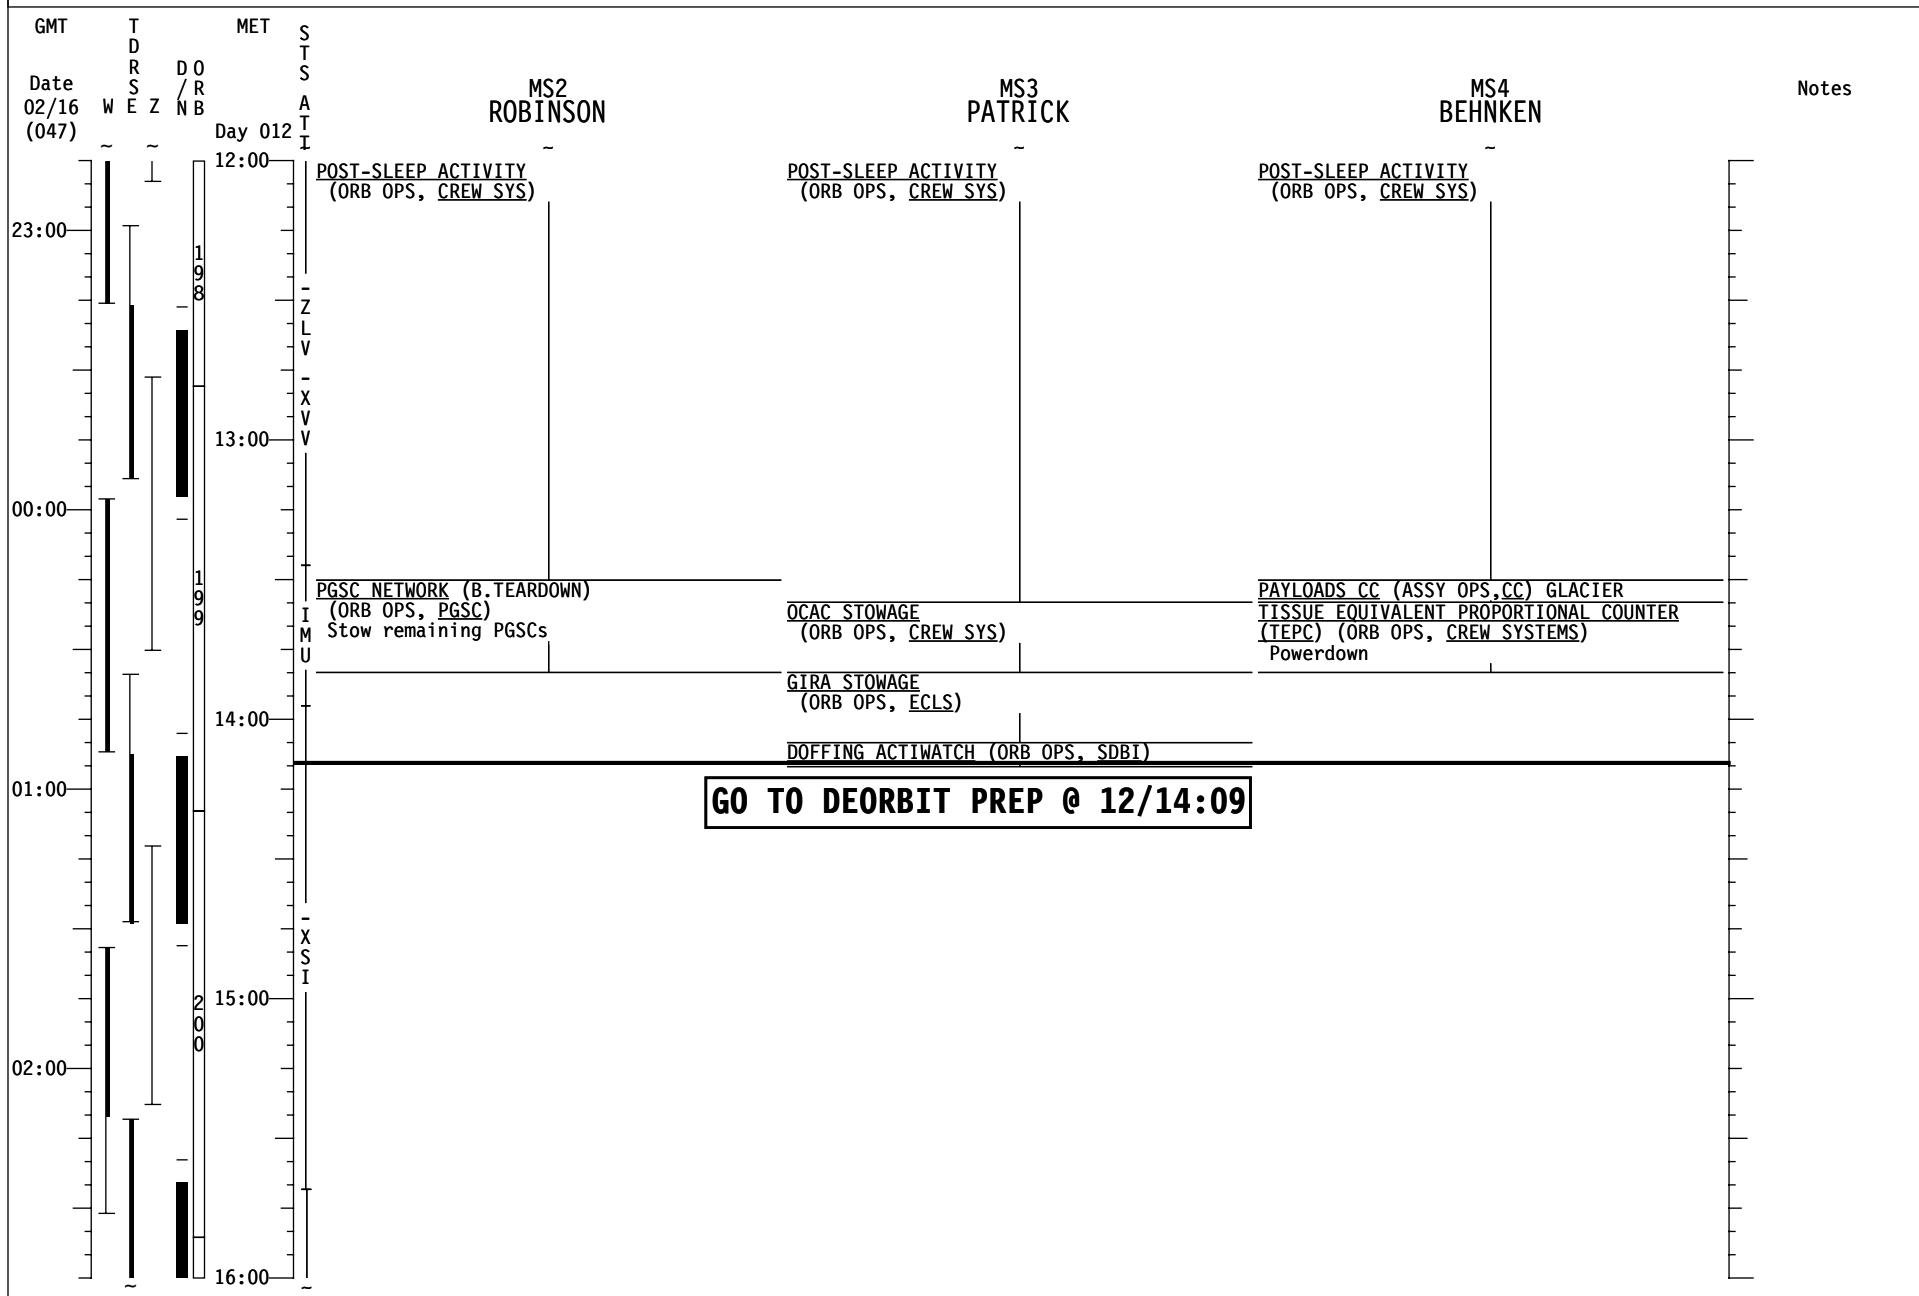 GMT
TDRS
MET
STS ATT
Date
02/16
(047)
W E Z
D/N
ORB
Day 012
MS2
ROBINSON
MS3
PATRICK
MS4
BEHNKEN
Notes
~ ~ ~ ~ ~
12:00
POST-SLEEP ACTIVITY
(ORB OPS, CREW SYS)
POST-SLEEP ACTIVITY
(ORB OPS, CREW SYS)
POST-SLEEP ACTIVITY
(ORB OPS, CREW SYS)
23:00
198
-ZLV -XVV
13:00
00:00
199
IMU
PGSC NETWORK (B.TEARDOWN)
(ORB OPS, PGSC)
Stow remaining PGSCs
OCAC STOWAGE
(ORB OPS, CREW SYS)
PAYLOADS CC (ASSY OPS,CC) GLACIER
TISSUE EQUIVALENT PROPORTIONAL COUNTER
(TEPC) (ORB OPS, CREW SYSTEMS)
Powerdown
GIRA STOWAGE
(ORB OPS, ECLS)
14:00
DOFFING ACTIWATCH (ORB OPS, SDBI)
01:00
GO TO DEORBIT PREP @ 12/14:09
-XSI
15:00
200
02:00
16:00
~ ~